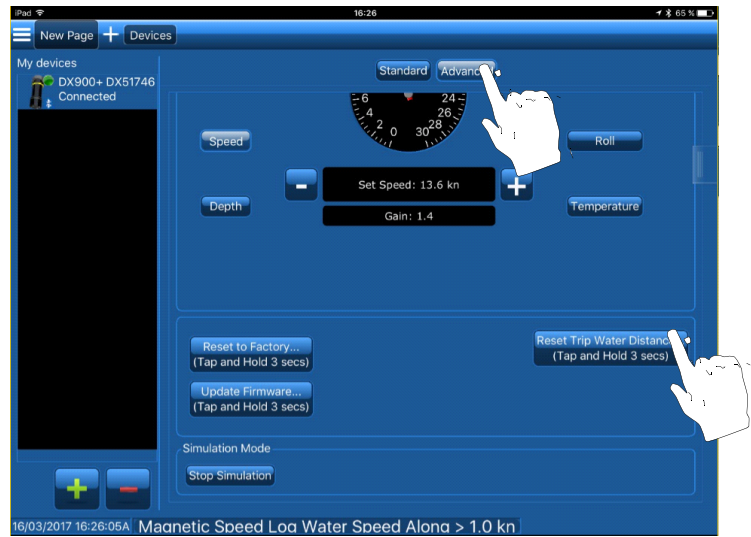 iPad 16:26 65 %
New Page + Devices
My devices
DX900+ DX51746
Connected
Standard
6 24
4 26
2 0 30 28
Speed
Roll
- Set Speed: 13.6 kn +
Depth
Temperature
Gain: 1.4
Reset to Factory...
(Tap and Hold 3 secs)
Reset Trip Water
(Tap and Hold 3 secs)
Update Firmware...
(Tap and Hold 3 secs)
Simulation Mode
Stop Simulation
16/03/2017 16:26:05A Magnetic Speed Log Water Speed Along > 1.0 kn